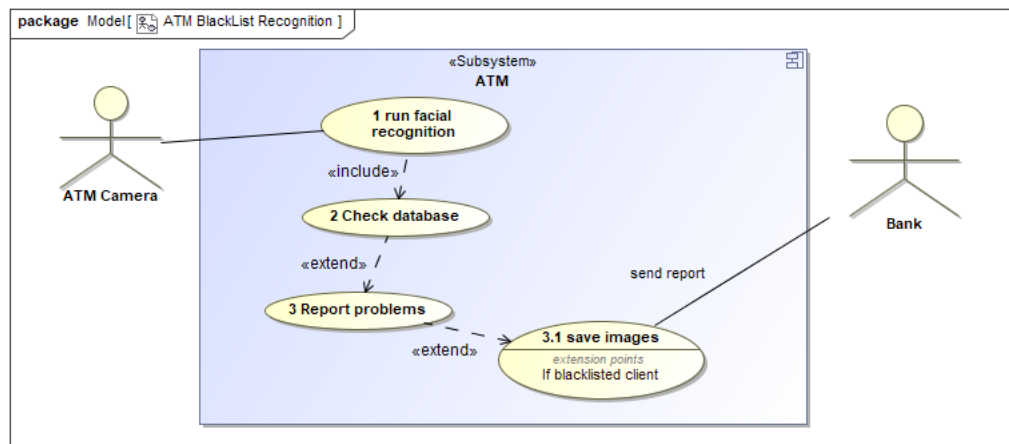 package Model[ ATM BlackList Recognition ]
«Subsystem»
ATM
1 run facial
recognition
ATM Camera
«include»
2 Check database
Bank
«extend»
send report
3 Report problems
3.1 save images
«extend»
extension points
If blacklisted client